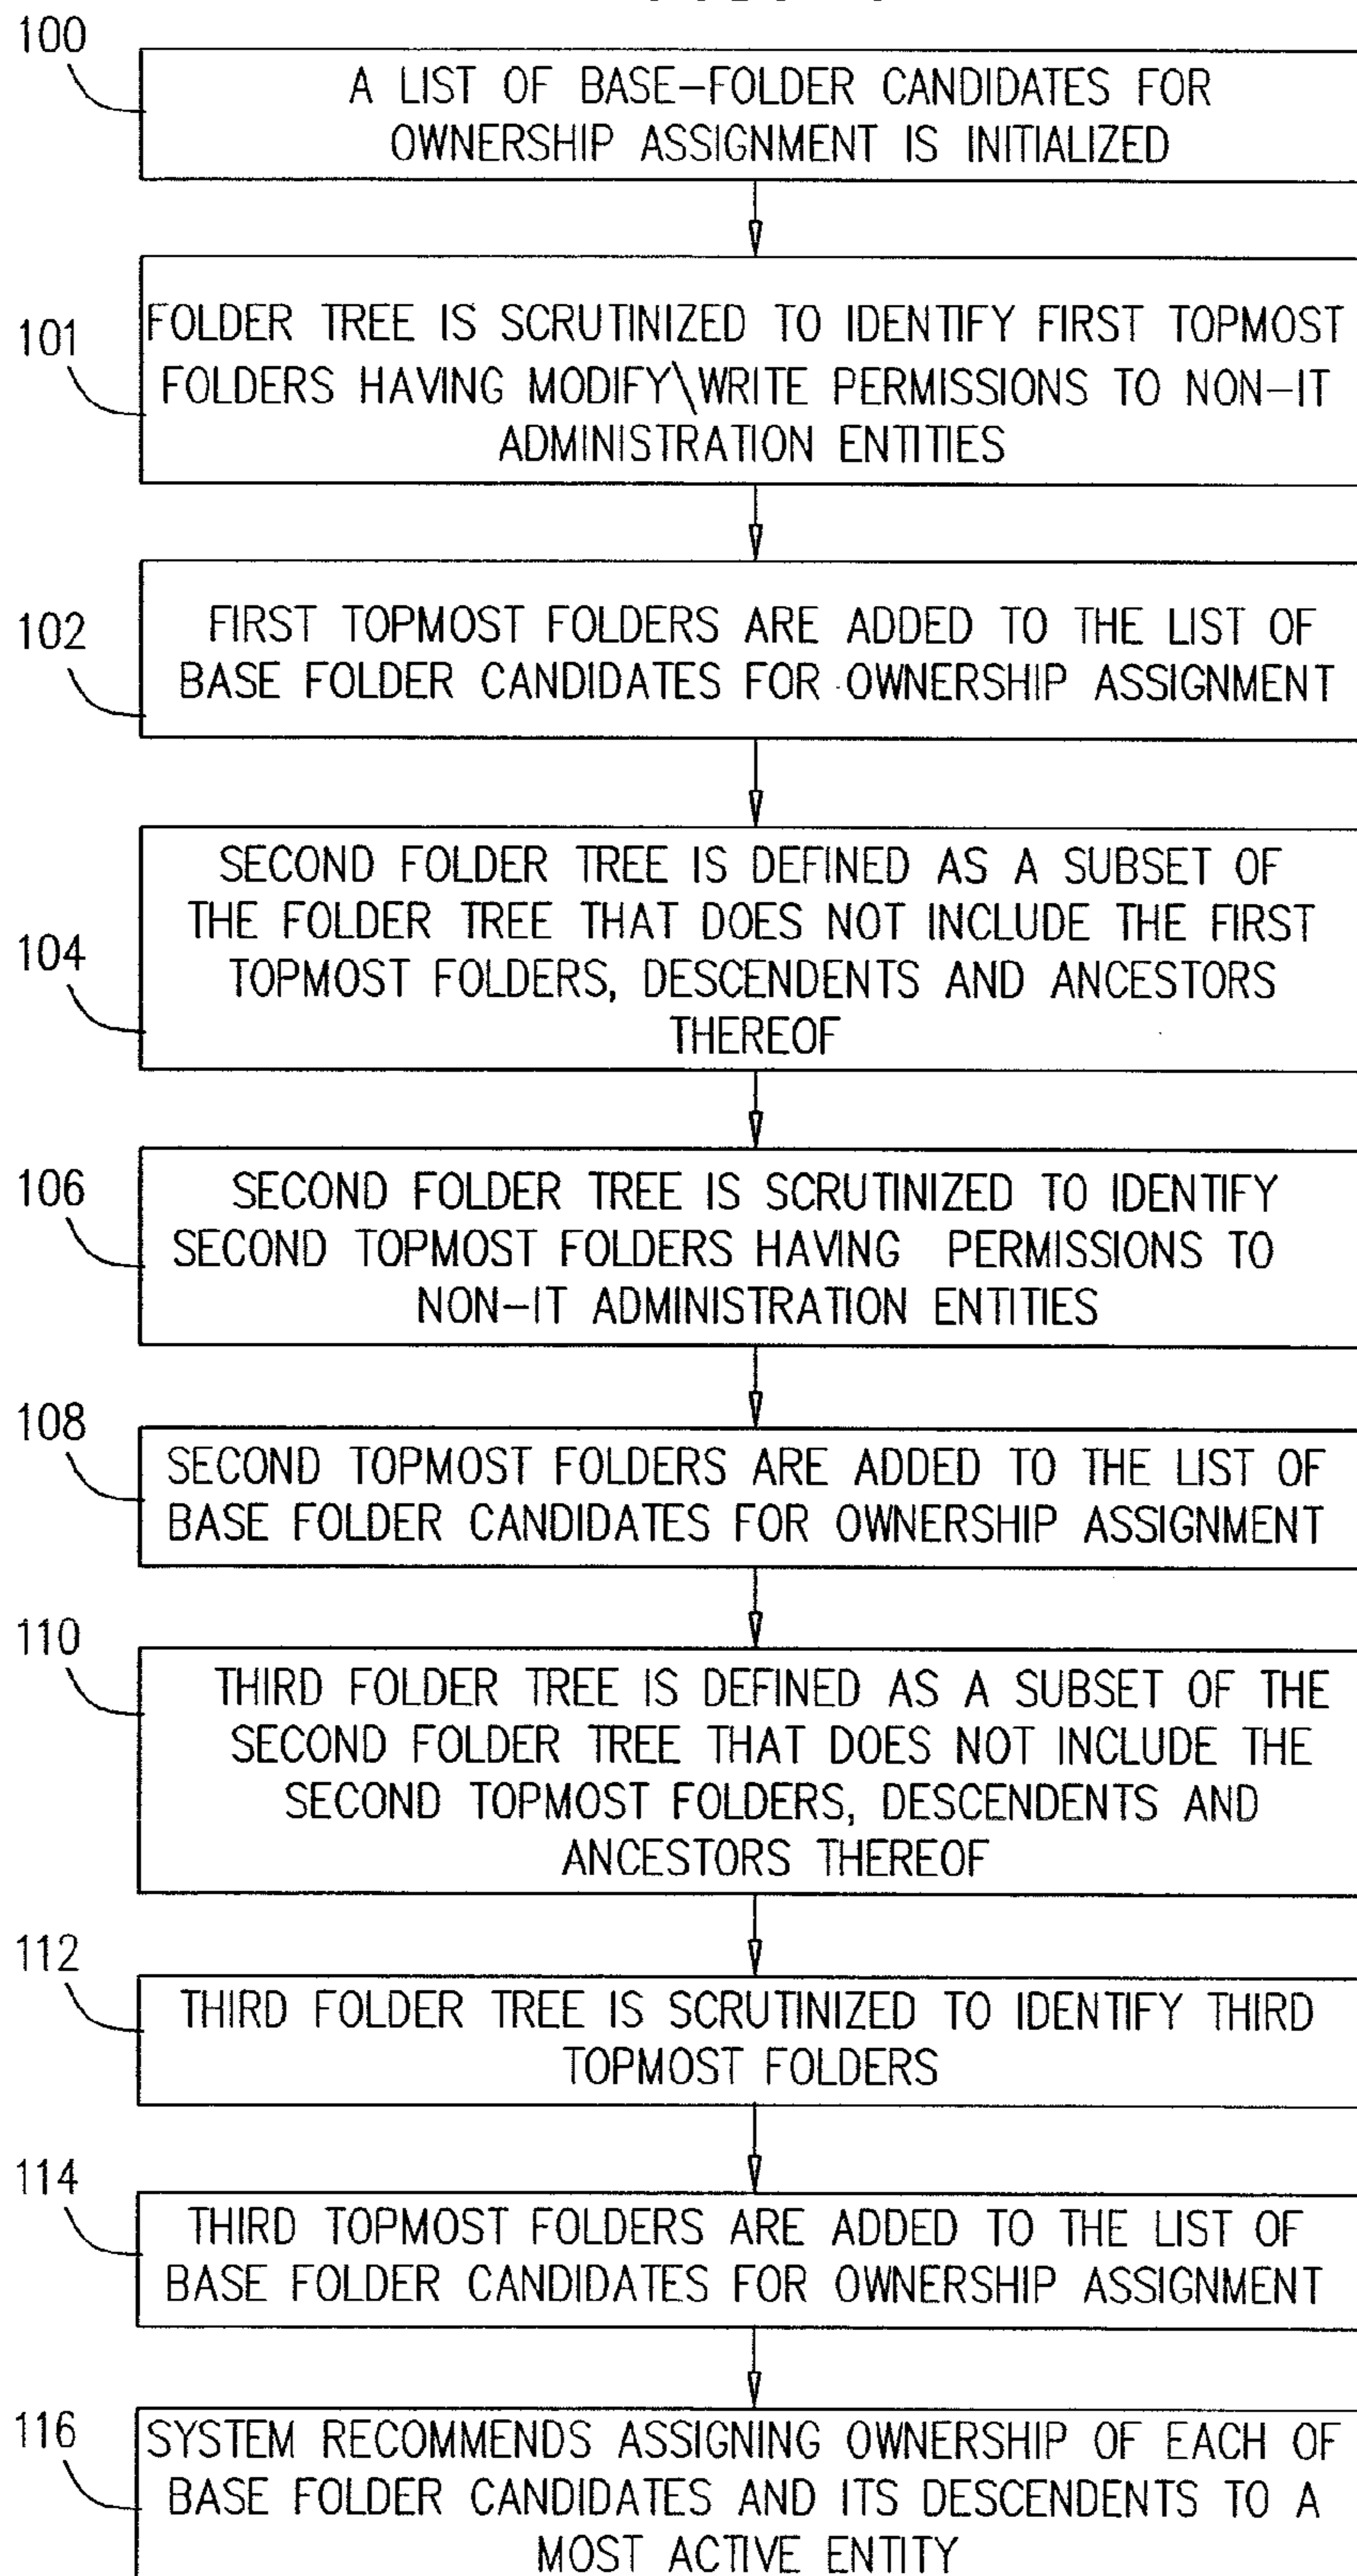 100
A LIST OF BASE-FOLDER CANDIDATES FOR
OWNERSHIP ASSIGNMENT IS INITIALIZED
101
FOLDER TREE IS SCRUTINIZED TO IDENTIFY FIRST TOPMOST
FOLDERS HAVING MODIFY\WRITE PERMISSIONS TO NON-IT
ADMINISTRATION ENTITIES
102
FIRST TOPMOST FOLDERS ARE ADDED TO THE LIST OF
BASE FOLDER CANDIDATES FOR OWNERSHIP ASSIGNMENT
104
SECOND FOLDER TREE IS DEFINED AS A SUBSET OF
THE FOLDER TREE THAT DOES NOT INCLUDE THE FIRST
TOPMOST FOLDERS, DESCENDENTS AND ANCESTORS
THEREOF
106
SECOND FOLDER TREE IS SCRUTINIZED TO IDENTIFY
SECOND TOPMOST FOLDERS HAVING PERMISSIONS TO
NON-IT ADMINISTRATION ENTITIES
108
SECOND TOPMOST FOLDERS ARE ADDED TO THE LIST OF
BASE FOLDER CANDIDATES FOR OWNERSHIP ASSIGNMENT
110
THIRD FOLDER TREE IS DEFINED AS A SUBSET OF THE
SECOND FOLDER TREE THAT DOES NOT INCLUDE THE
SECOND TOPMOST FOLDERS, DESCENDENTS AND
ANCESTORS THEREOF
112
THIRD FOLDER TREE IS SCRUTINIZED TO IDENTIFY THIRD
TOPMOST FOLDERS
114
THIRD TOPMOST FOLDERS ARE ADDED TO THE LIST OF
BASE FOLDER CANDIDATES FOR OWNERSHIP ASSIGNMENT
116
SYSTEM RECOMMENDS ASSIGNING OWNERSHIP OF EACH OF
BASE FOLDER CANDIDATES AND ITS DESCENDENTS TO A
MOST ACTIVE ENTITY